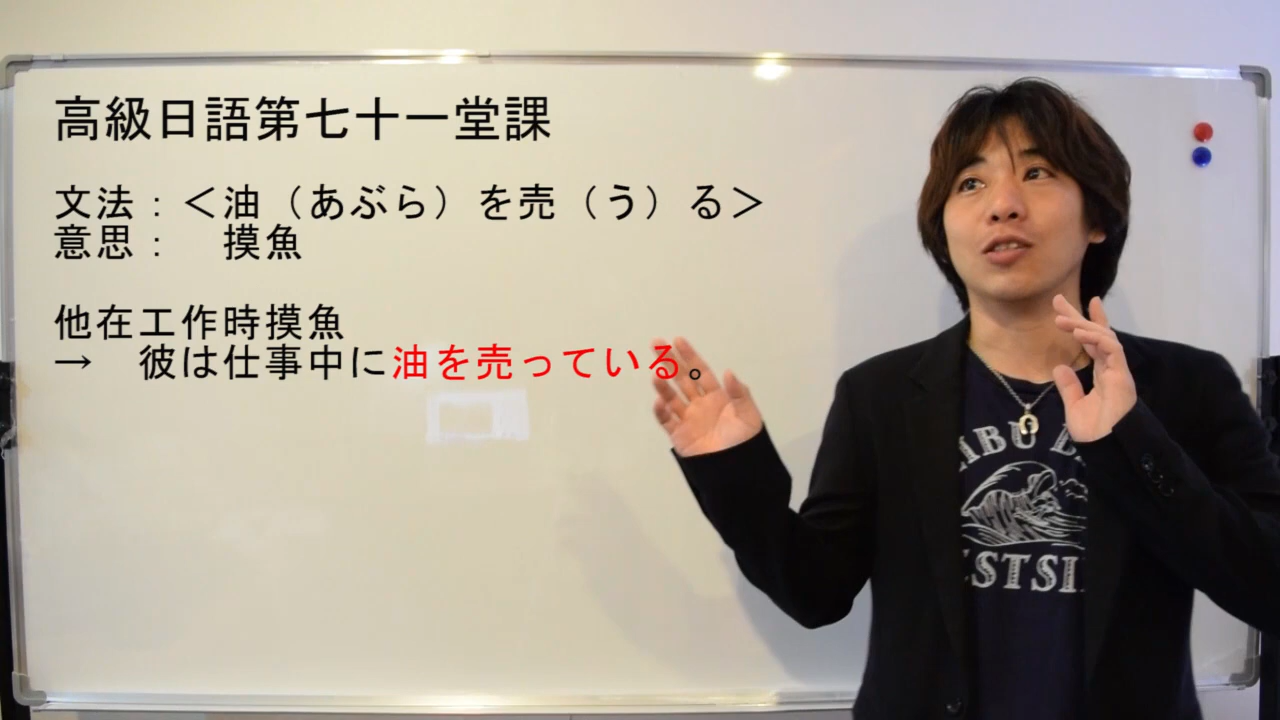 高級日語第七十一堂課
文法：＜油（あぶら）を売（う）る＞
意思：　摸魚
他在工作時摸魚
→　彼は仕事中に油を売っている。